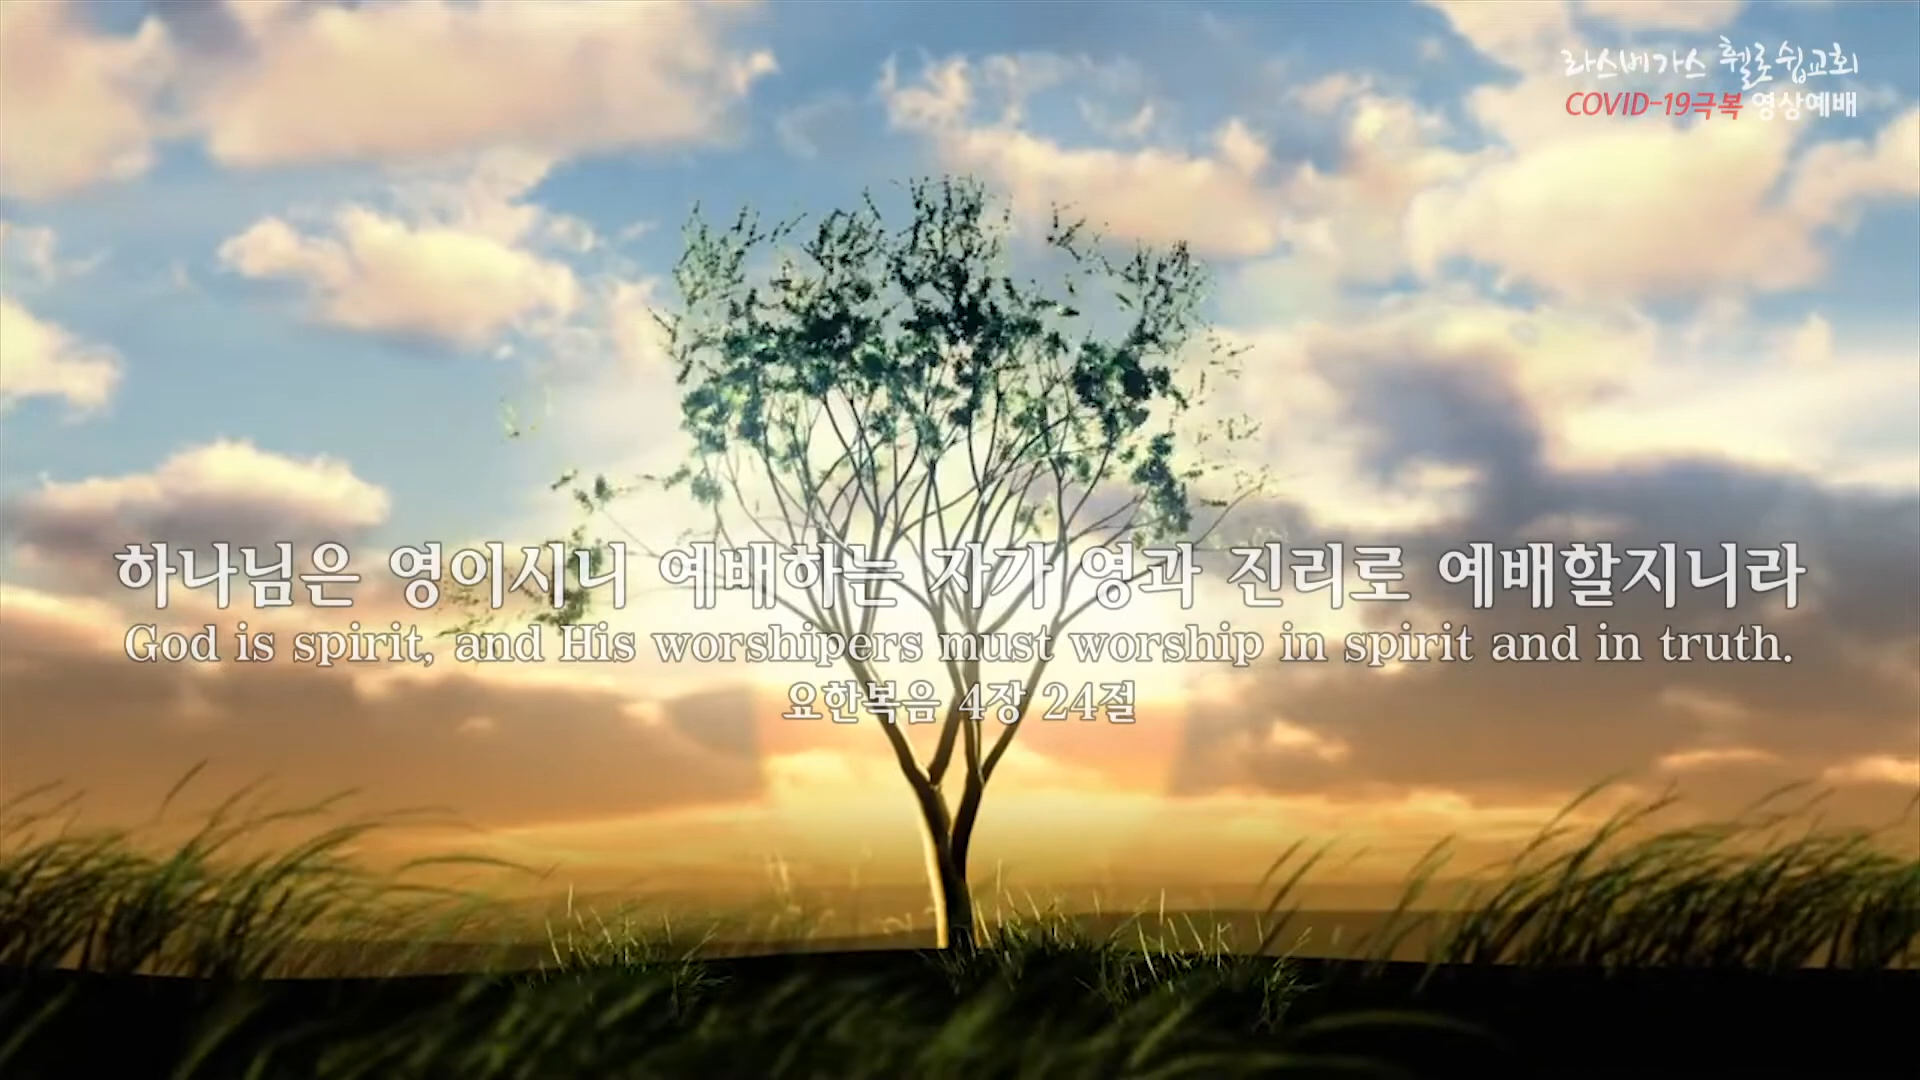 라스베가스 휄로쉽교회
COVID-19극복 영상예배
하나님은 영이시니 예배하는 자가 영과 진리로 예배할지니라
God is spirit, and His worshipers must worship in spirit and in truth.
요한복음 4장 24절